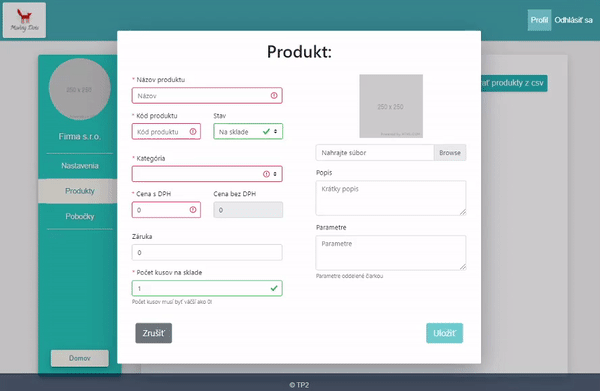 Profil
Odhlásiť sa
250 x 250
Firma s.r.o.
Nastavenia
Produkty
Pobočky
Domov
ať produkty z csv
Produkt:
* Názov produktu
Názov
* Kód produktu
Stav
Kód produktu
Na sklade
* Kategória
* Cena s DPH
Cena bez DPH
0
0
Záruka
0
* Počet kusov na sklade
1
Počet kusov musí byť väčší ako 0!
250 x 250
Nahrajte súbor
Browse
Popis
Krátky popis
Parametre
Parametre
Parametre oddelené čiarkou
Zrušiť
Uložiť
© TP2